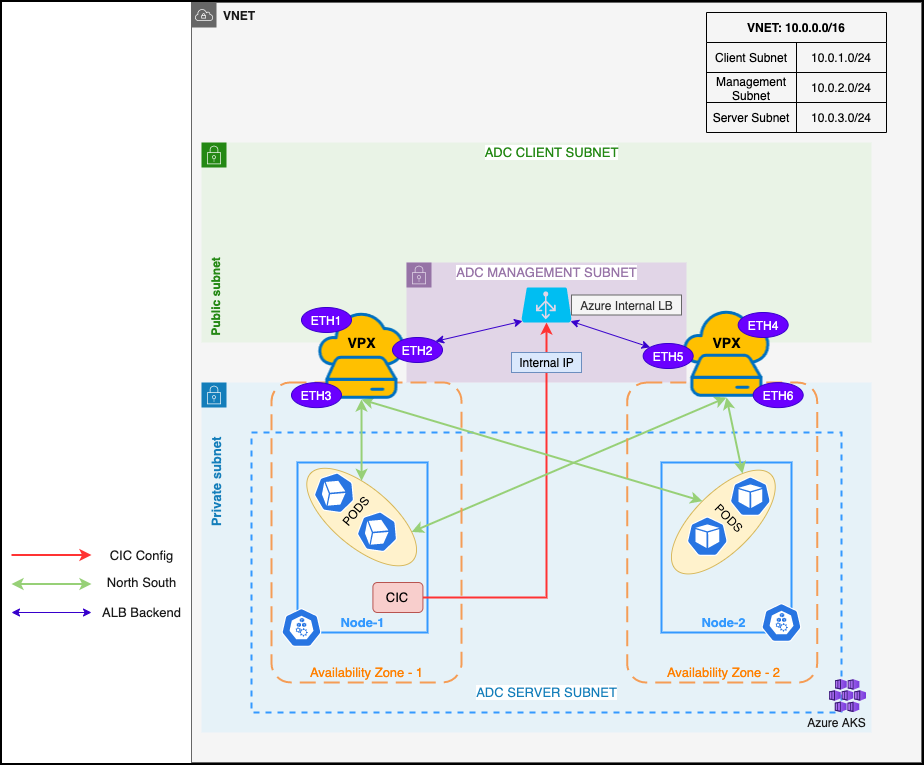 VNET
VNET: 10.0.0.0/16
Client Subnet 10.0.1.0/24
Management
Subnet
10.0.2.0/24
Server Subnet 10.0.3.0/24
ADC CLIENT SUBNET
Public subnet
ADC MANAGEMENT SUBNET
Azure Internal LB
ETH1
VPX
ETH2
ETH3
Internal IP
ETH4
VPX
ETH5
ETH6
Private subnet
PODS
PODS
CIC
Node-1
Node-2
Availability Zone - 1
Availability Zone - 2
ADC SERVER SUBNET
Azure AKS
CIC Config
North South
ALB Backend